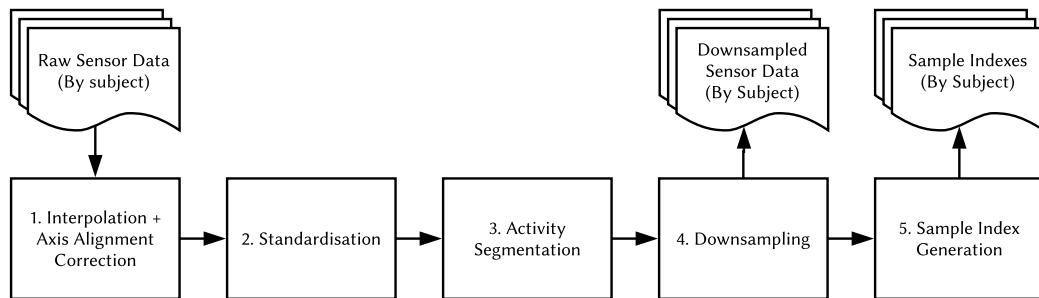 Raw Sensor Data
(By subject)
Downsampled
Sensor Data
(By Subject)
Sample Indexes
(By Subject)
1. Interpolation +
Axis Alignment
Correction
2. Standardisation
3. Activity
Segmentation
4. Downsampling
5. Sample Index
Generation